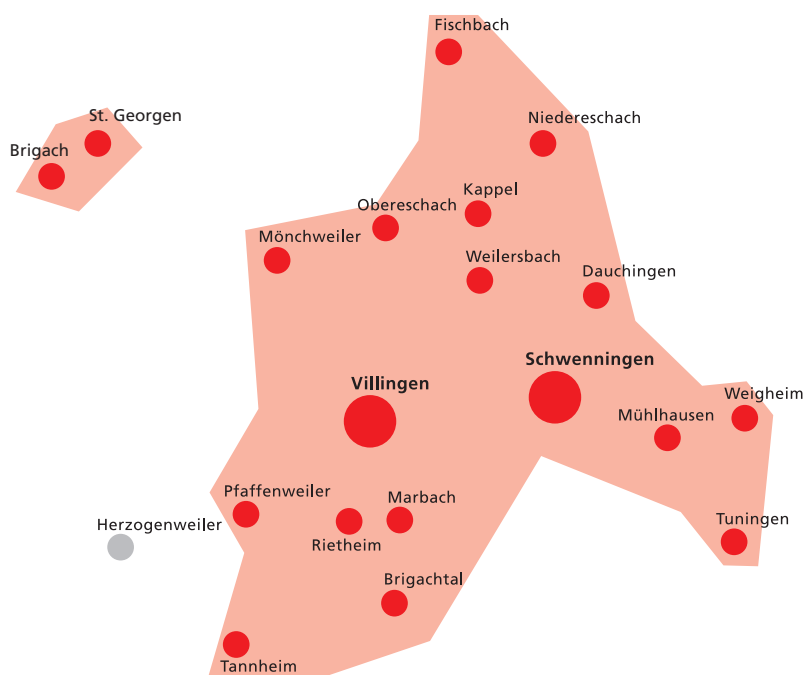 Fischbach
St. Georgen
Niedereschach
Brigach
Kappel
Obereschach
Mönchweiler
Weilersbach
Dauchingen
Schwenningen
Villingen
Weigheim
Mühlhausen
Pfaffenweiler
Marbach
Tuningen
Herzogenweiler
Rietheim
Brigachtal
Tannheim